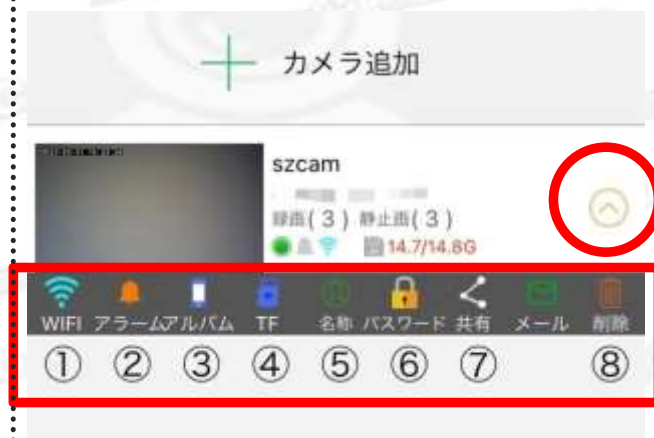 カメラ追加
szcam
録画(3) 静止画(3)
14.7/14.8G
WIFI アラーム アルバム TF 名称 パスワード 共有 メール 削除
① ② ③ ④ ⑤ ⑥ ⑦ ⑧